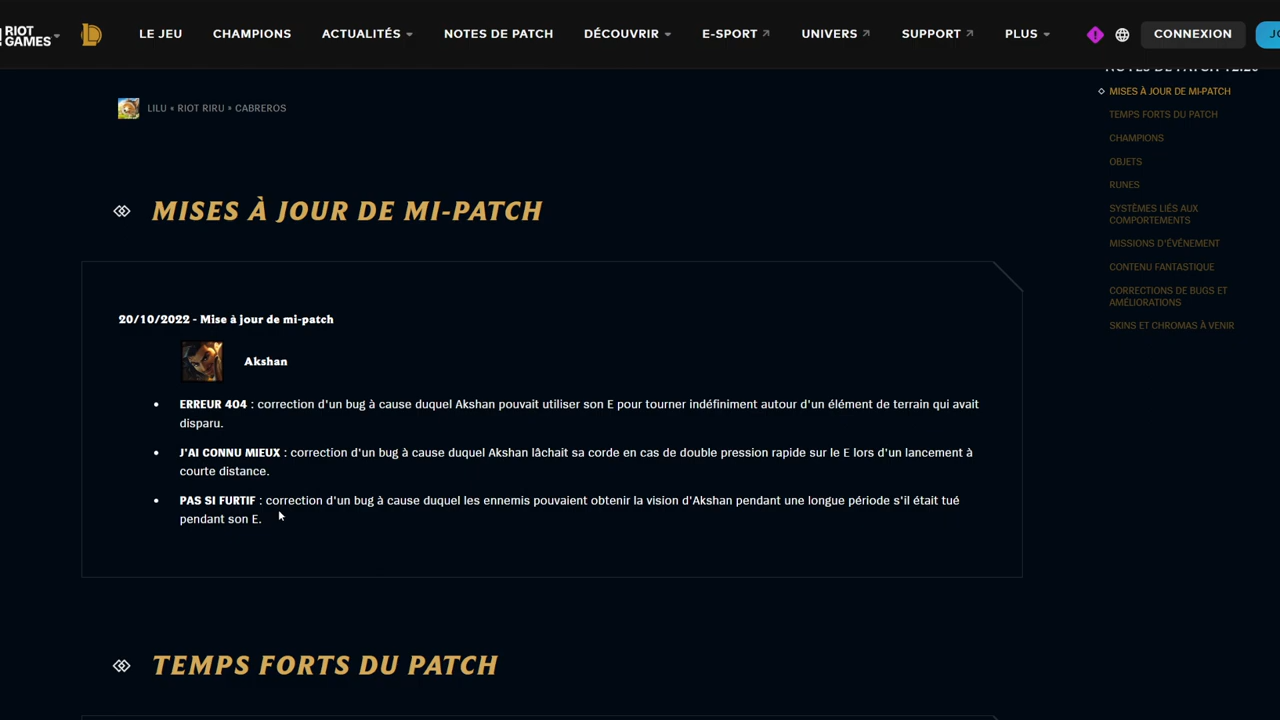 RIOT GAMES
LE JEU
CHAMPIONS
ACTUALITÉS
NOTES DE PATCH
DÉCOUVRIR
E-SPORT
UNIVERS
SUPPORT
PLUS
CONNEXION
JO
NOTES DE PATCH 12.20
MISES À JOUR DE MI-PATCH
TEMPS FORTS DU PATCH
CHAMPIONS
OBJETS
RUNES
SYSTÈMES LIÉS AUX
COMPORTEMENTS
MISSIONS D'ÉVÉNEMENT
CONTENU FANTASTIQUE
CORRECTIONS DE BUGS ET
AMÉLIORATIONS
SKINS ET CHROMAS À VENIR
LILU « RIOT RIRU » CABREROS
MISES À JOUR DE MI-PATCH
20/10/2022 - Mise à jour de mi-patch
Akshan
• ERREUR 404 : correction d'un bug à cause duquel Akshan pouvait utiliser son E pour tourner indéfiniment autour d'un élément de terrain qui avait
disparu.
• J'AI CONNU MIEUX : correction d'un bug à cause duquel Akshan lâchait sa corde en cas de double pression rapide sur le E lors d'un lancement à
courte distance.
• PAS SI FURTIF : correction d'un bug à cause duquel les ennemis pouvaient obtenir la vision d'Akshan pendant une longue période s'il était tué
pendant son E.
TEMPS FORTS DU PATCH